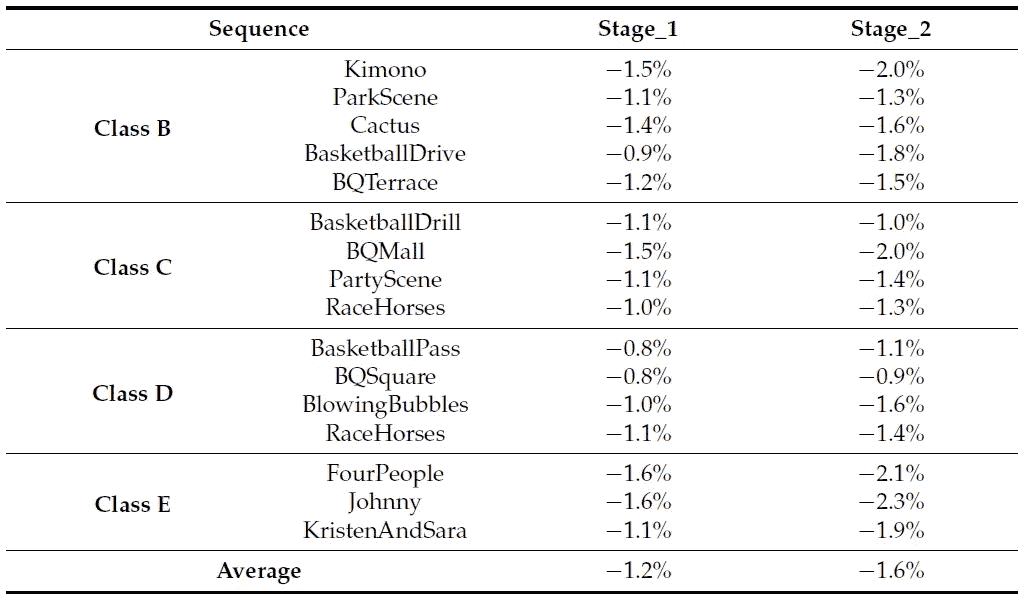 Sequence Stage_1 Stage_2
Kimono −1.5% −2.0%
ParkScene −1.1% −1.3%
Class B Cactus −1.4% −1.6%
BasketballDrive −0.9% −1.8%
BQTerrace −1.2% −1.5%
BasketballDrill −1.1% −1.0%
Class C BQMall −1.5% −2.0%
PartyScene −1.1% −1.4%
RaceHorses −1.0% −1.3%
BasketballPass −0.8% −1.1%
Class D BQSquare −0.8% −0.9%
BlowingBubbles −1.0% −1.6%
RaceHorses −1.1% −1.4%
FourPeople −1.6% −2.1%
Class E Johnny −1.6% −2.3%
KristenAndSara −1.1% −1.9%
Average −1.2% −1.6%